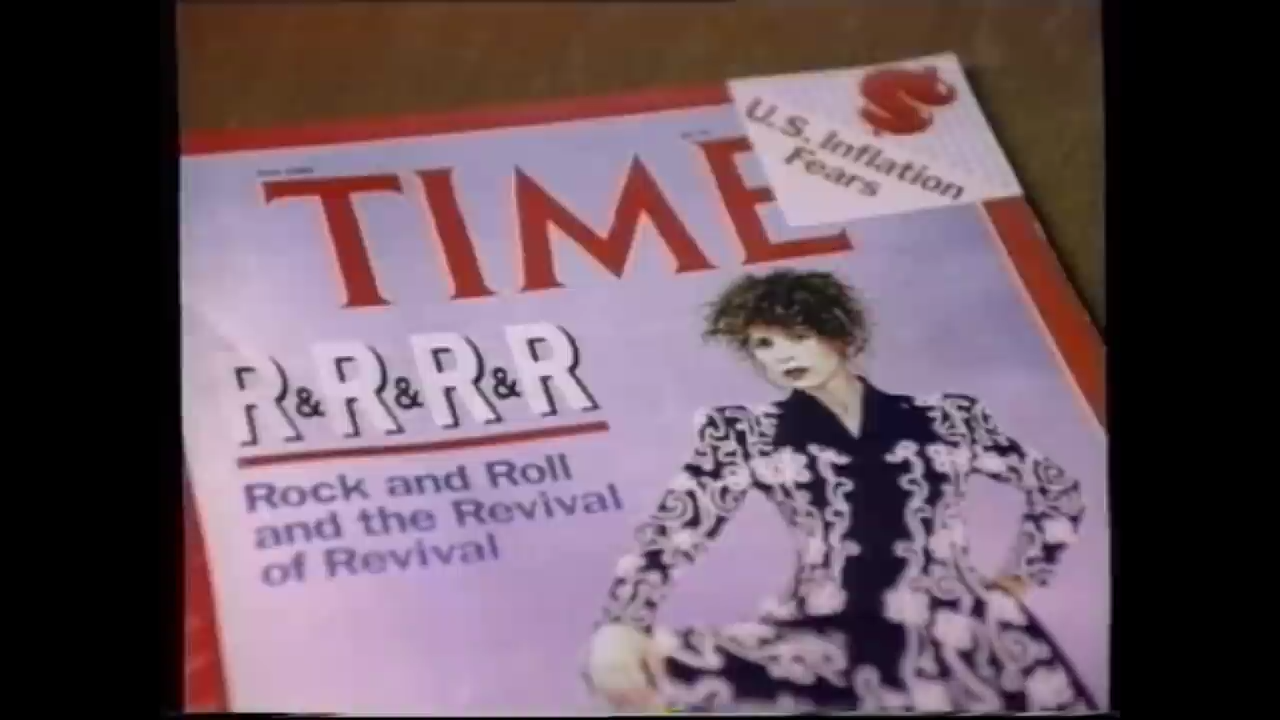 TIME
U.S. Inflation
Fears
R&R&R&R
Rock and Roll
and the Revival
of Revival